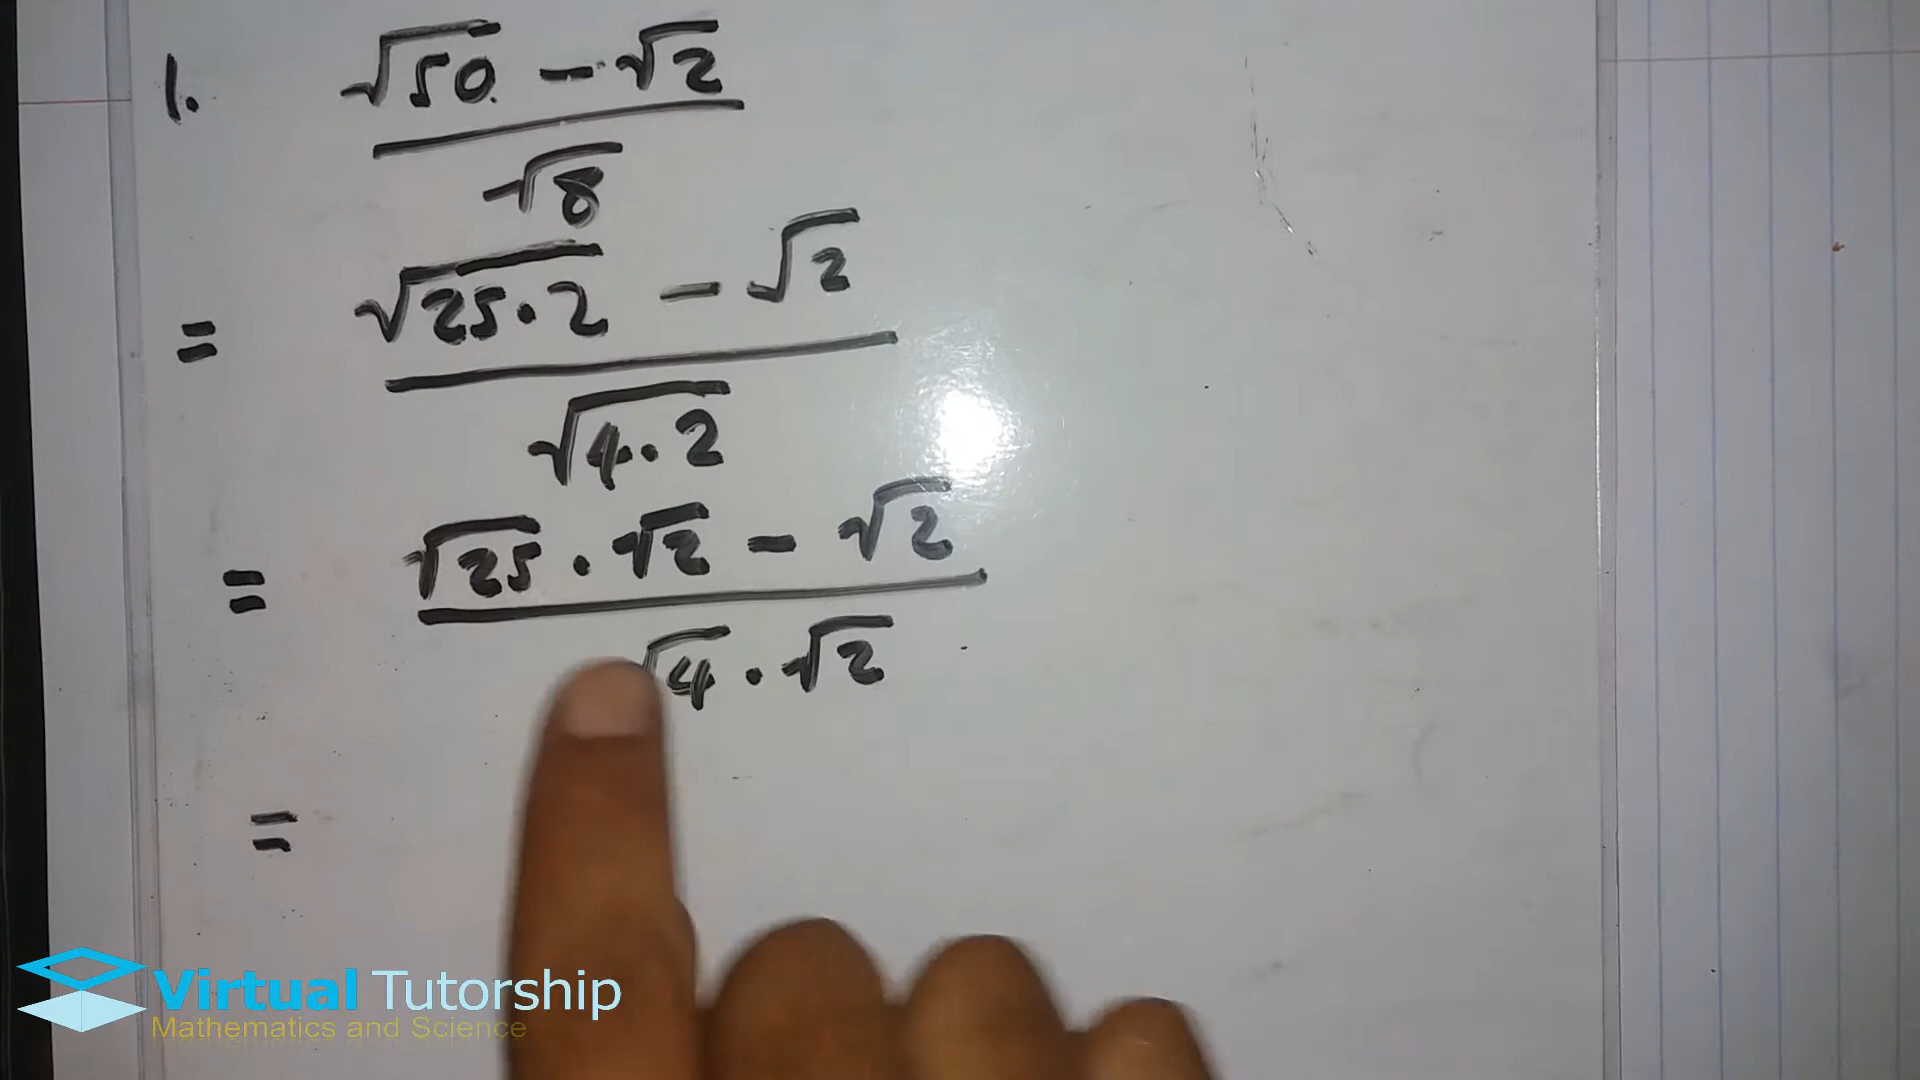 1. √50 - √2
√8
= √25·2 - √2
√4·2
= √25 · √2 - √2
√4 · √2
=
Virtual Tutorship
Mathematics and Science